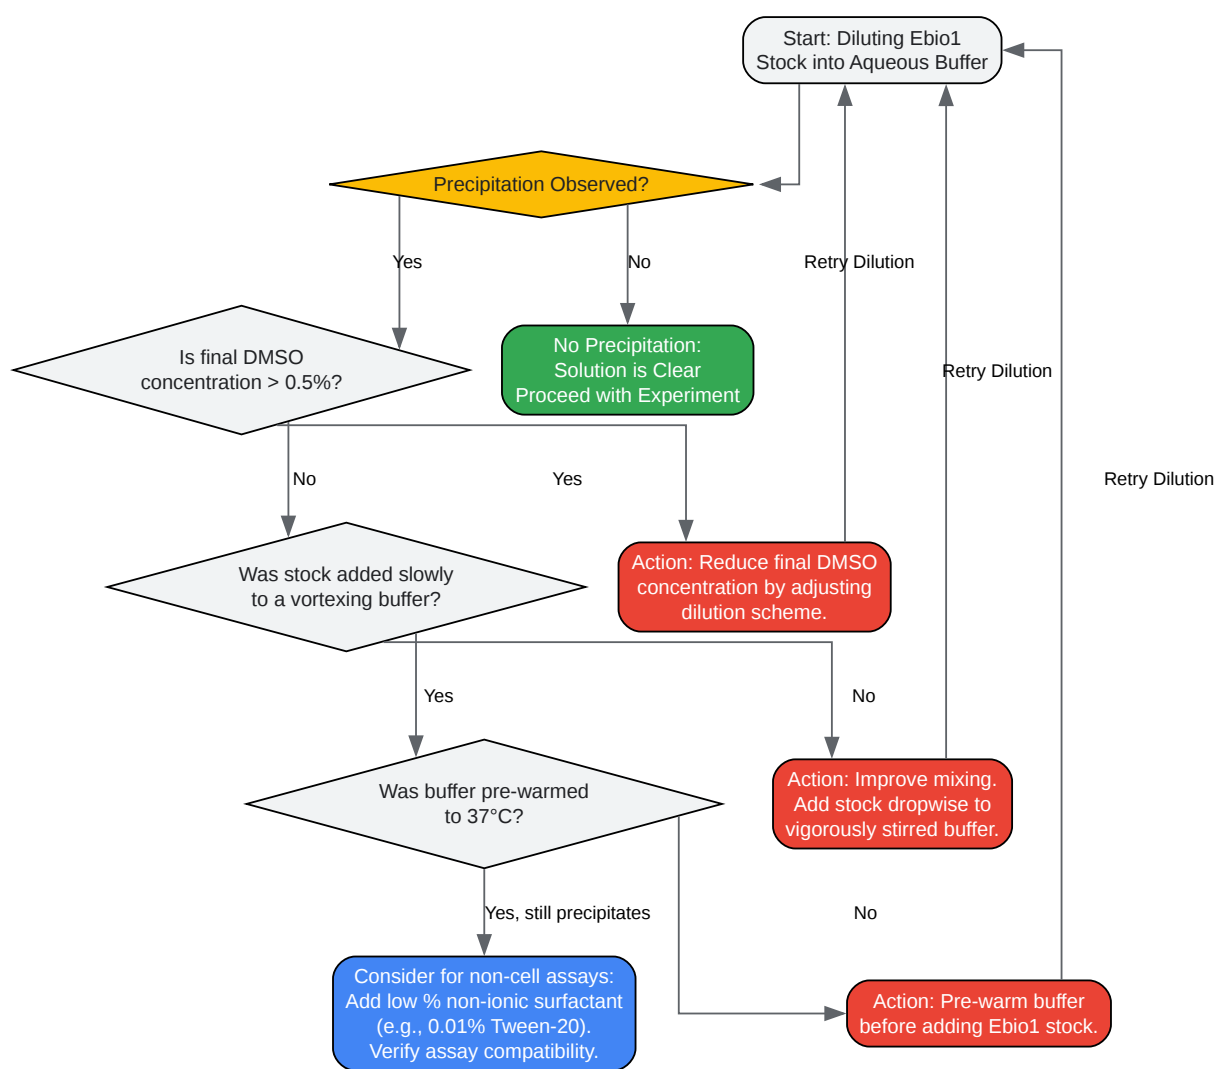 Start: Diluting Ebio1
Stock into Aqueous Buffer
Precipitation Observed?
Yes
No
Retry Dilution
Is final DMSO
concentration > 0.5%?
No Precipitation:
Solution is Clear
Proceed with Experiment
Retry Dilution
No
Yes
Retry Dilution
Was stock added slowly
to a vortexing buffer?
Action: Reduce final DMSO
concentration by adjusting
dilution scheme.
Yes
No
Was buffer pre-warmed
to 37°C?
Action: Improve mixing.
Add stock dropwise to
vigorously stirred buffer.
Yes, still precipitates
No
Consider for non-cell assays:
Add low % non-ionic surfactant
(e.g., 0.01% Tween-20).
Verify assay compatibility.
Action: Pre-warm buffer
before adding Ebio1 stock.